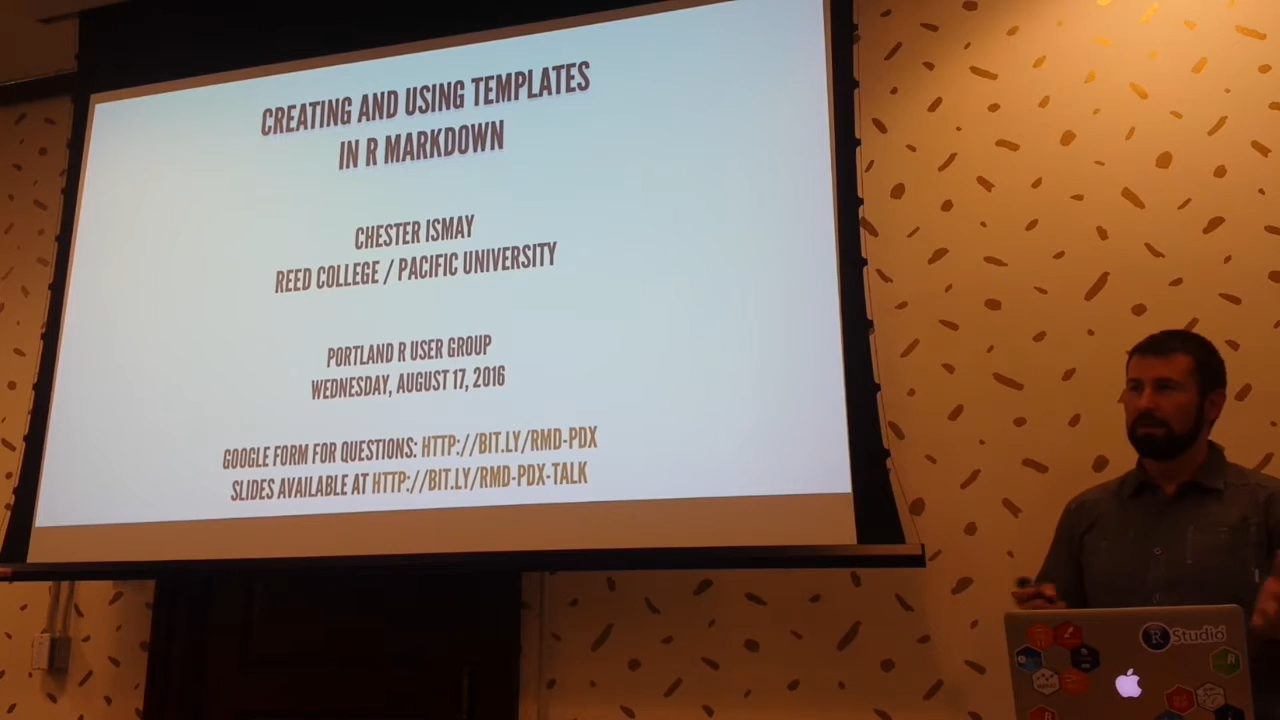 CREATING AND USING TEMPLATES
IN R MARKDOWN
CHESTER ISMAY
REED COLLEGE / PACIFIC UNIVERSITY
PORTLAND R USER GROUP
WEDNESDAY, AUGUST 17, 2016
GOOGLE FORM FOR QUESTIONS: HTTP://BIT.LY/RMD-PDX
SLIDES AVAILABLE AT HTTP://BIT.LY/RMD-PDX-TALK
R Studio